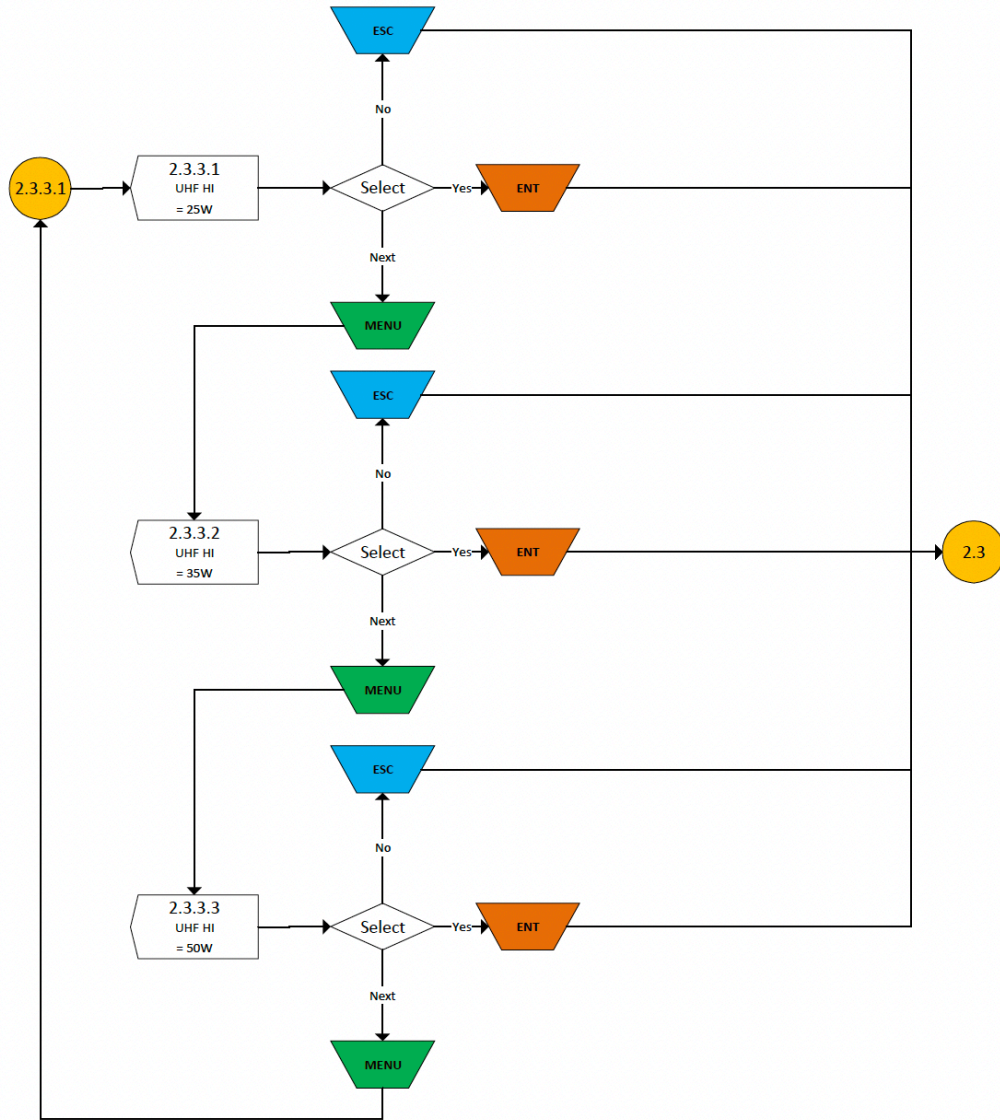 ESC
No
2.3.3.1
2.3.3.1
UHF HI
= 25W
Select
Yes
ENT
Next
MENU
ESC
No
2.3.3.2
UHF HI
= 35W
Select
Yes
ENT
2.3
Next
MENU
ESC
No
2.3.3.3
UHF HI
= 50W
Select
Yes
ENT
Next
MENU